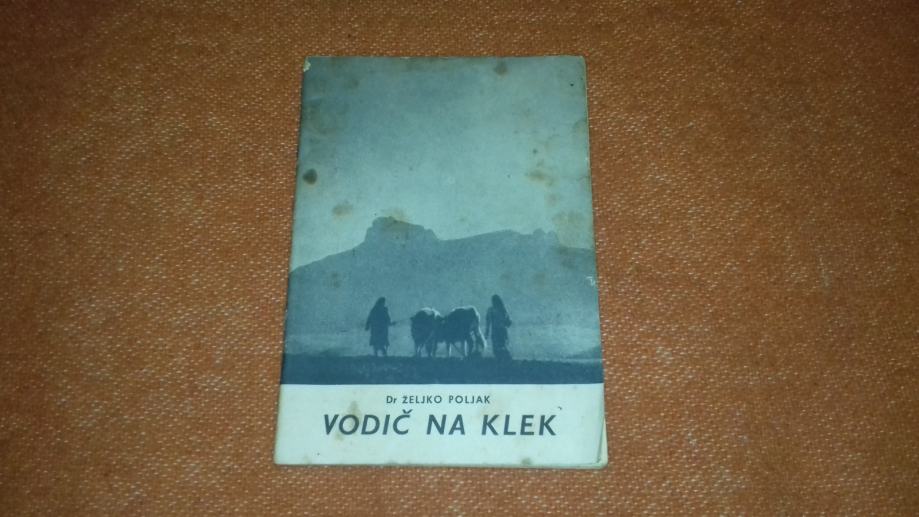 Dr ŽELJKO POLJAK
VODIČ NA KLEK